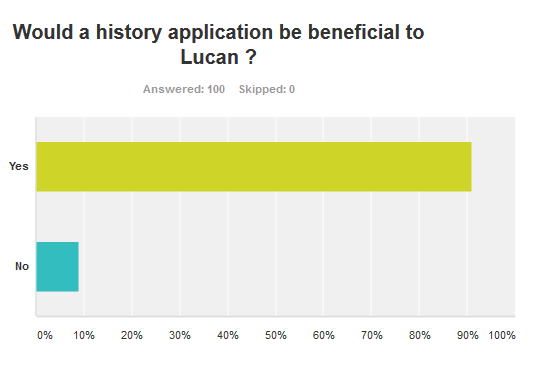 Would a history application be beneficial to
Lucan ?
Answered: 100 Skipped: 0
Yes
No
0% 10% 20% 30% 40% 50% 60% 70% 80% 90% 100%